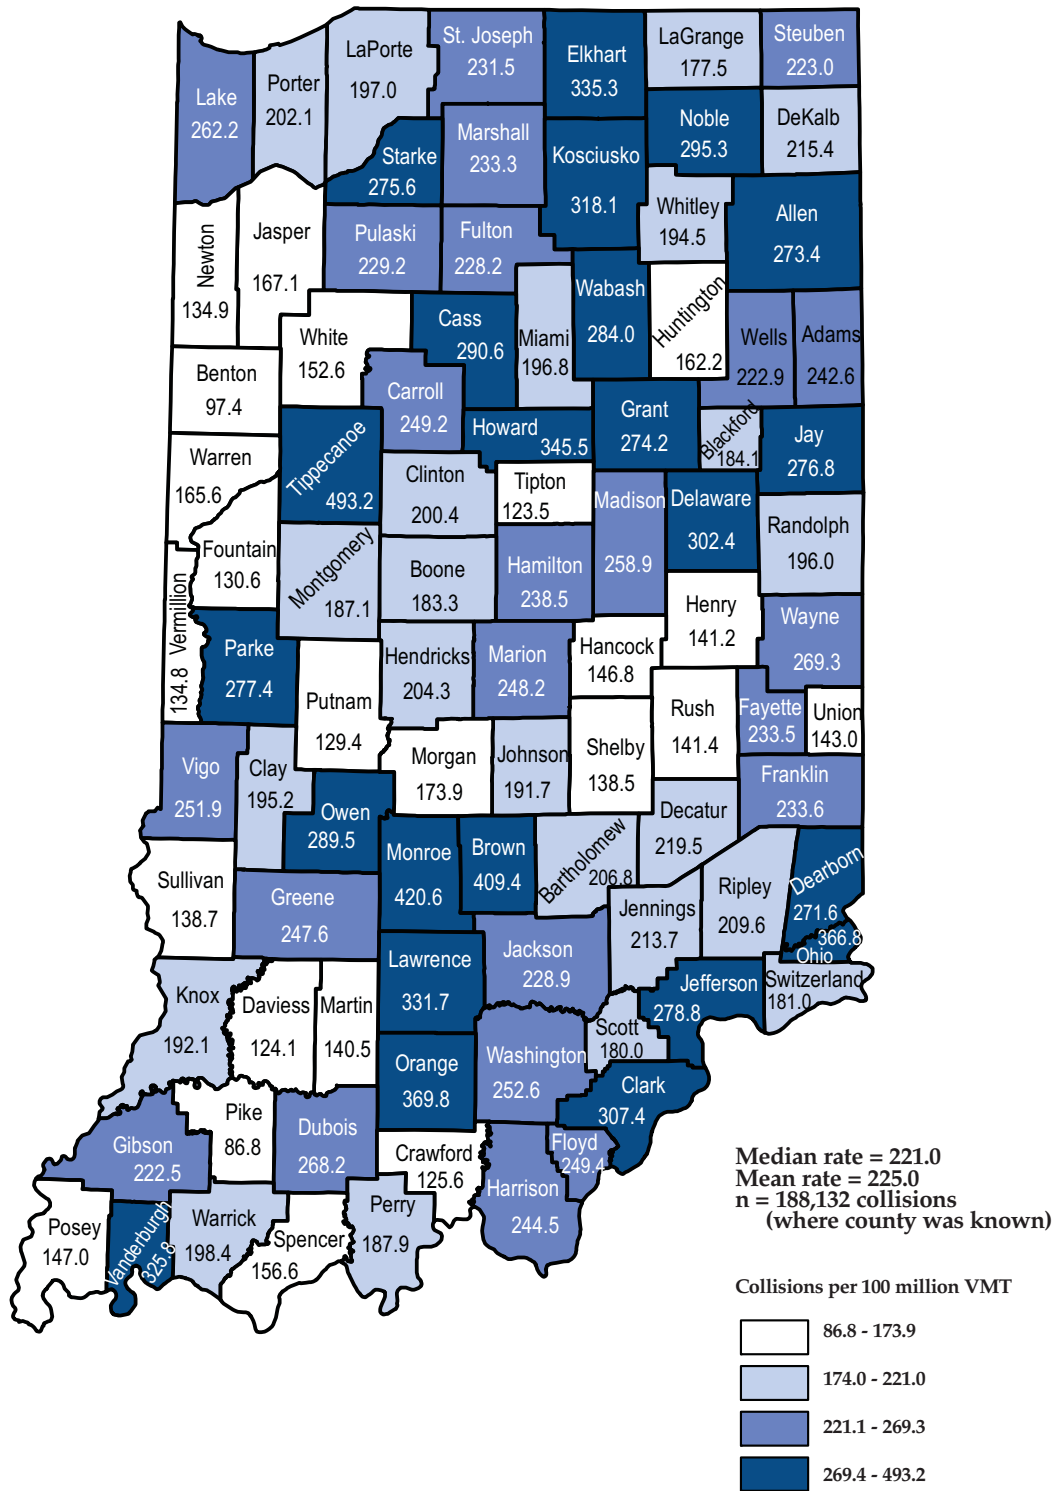 St. Joseph
231.5
LaPorte
197.0
Elkhart
335.3
LaGrange
177.5
Steuben
223.0
Lake
262.2
Porter
202.1
Starke
275.6
Marshall
233.3
Kosciusko
318.1
Noble
295.3
DeKalb
215.4
Newton
134.9
Jasper
167.1
Pulaski
229.2
Fulton
228.2
Whitley
194.5
Allen
273.4
White
152.6
Cass
290.6
Miami
196.8
Wabash
284.0
Huntington
162.2
Wells
222.9
Adams
242.6
Benton
97.4
Carroll
249.2
Howard
345.5
Grant
274.2
Blackford
184.1
Jay
276.8
Warren
165.6
Tippecanoe
493.2
Clinton
200.4
Tipton
123.5
Madison
258.9
Delaware
302.4
Randolph
196.0
Fountain
130.6
Montgomery
187.1
Boone
183.3
Hamilton
238.5
Henry
141.2
Wayne
269.3
134.8 Vermillion
Parke
277.4
Putnam
129.4
Hendricks
204.3
Marion
248.2
Hancock
146.8
Rush
141.4
Fayette
233.5
Union
143.0
Vigo
251.9
Clay
195.2
Morgan
173.9
Johnson
191.7
Shelby
138.5
Franklin
233.6
Owen
289.5
Monroe
420.6
Brown
409.4
Bartholomew
206.8
Decatur
219.5
Ripley
209.6
Dearborn
271.6
366.8
Ohio
Sullivan
138.7
Greene
247.6
Lawrence
331.7
Jackson
228.9
Jennings
213.7
Jefferson
278.8
Switzerland
181.0
Knox
192.1
Daviess
124.1
Martin
140.5
Orange
369.8
Washington
252.6
Scott
180.0
Clark
307.4
Gibson
222.5
Pike
86.8
Dubois
268.2
Crawford
125.6
Floyd
249.4
Harrison
244.5
Posey
147.0
Vanderburgh
325.8
Warrick
198.4
Spencer
156.6
Perry
187.9
Median rate = 221.0
Mean rate = 225.0
n = 188,132 collisions
(where county was known)
Collisions per 100 million VMT
86.8 - 173.9
174.0 - 221.0
221.1 - 269.3
269.4 - 493.2